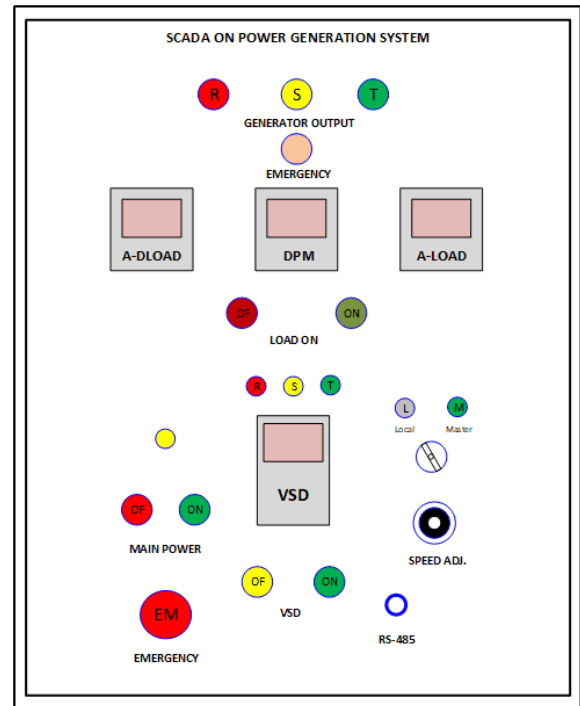 SCADA ON POWER GENERATION SYSTEM
R S T
GENERATOR OUTPUT
EMERGENCY
A-DLOAD DPM A-LOAD
OF ON
LOAD ON
R S T
L M
Local Master
VSD
OF ON
MAIN POWER
SPEED ADJ.
OF ON
VSD
EM
RS-485
EMERGENCY